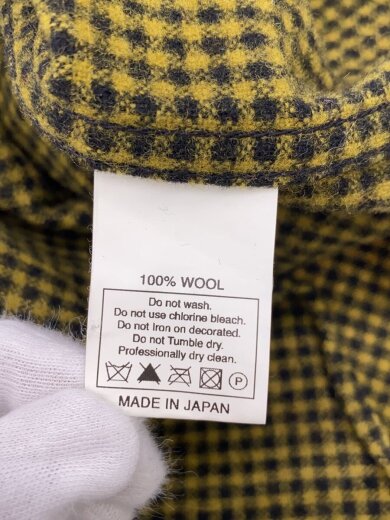 100% WOOL
Do not wash.
Do not use chlorine bleach.
Do not Iron on decorated.
Do not Tumble dry.
Professionally dry clean.
P
MADE IN JAPAN